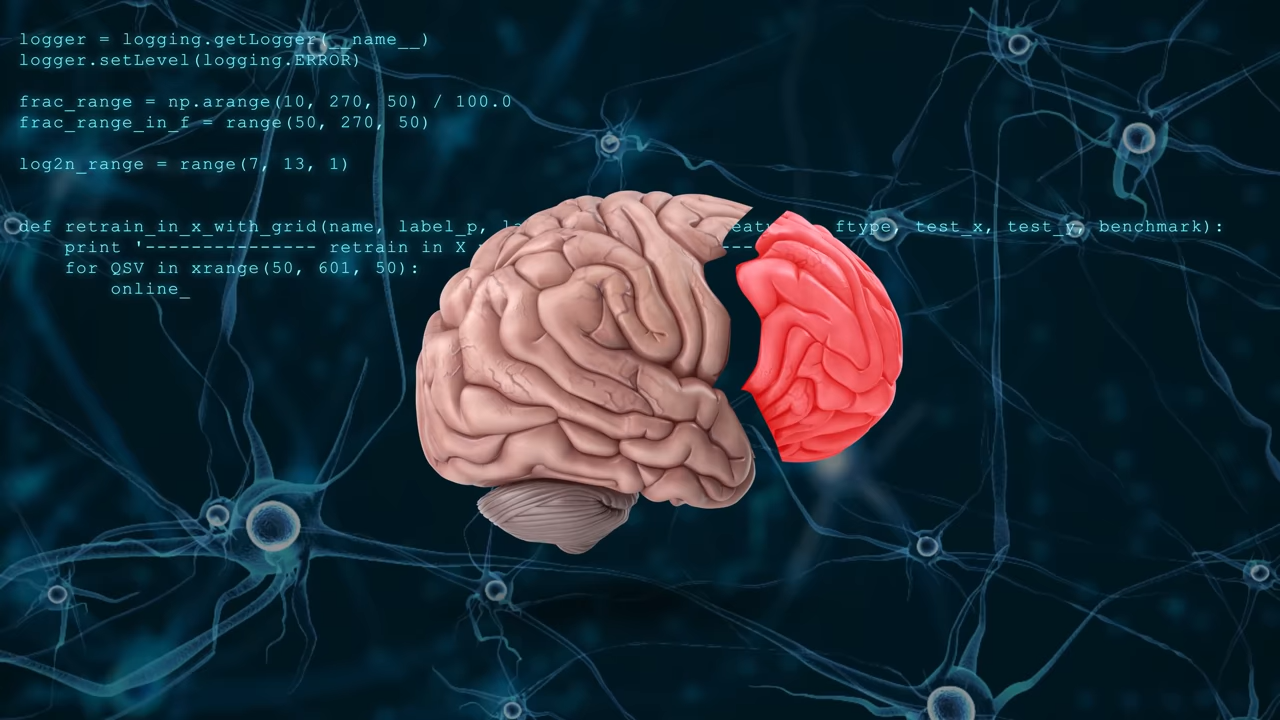 logger = logging.getLogger(__name__)
logger.setLevel(logging.ERROR)
frac_range = np.arange(10, 270, 50) / 100.0
frac_range_in_f = range(50, 270, 50)
log2n_range = range(7, 13, 1)
def retrain_in_x_with_grid(name, label_p, ftype, test_x, test_y, benchmark):
print '--------------- retrain in X
for QSV in xrange(50, 601, 50):
online_